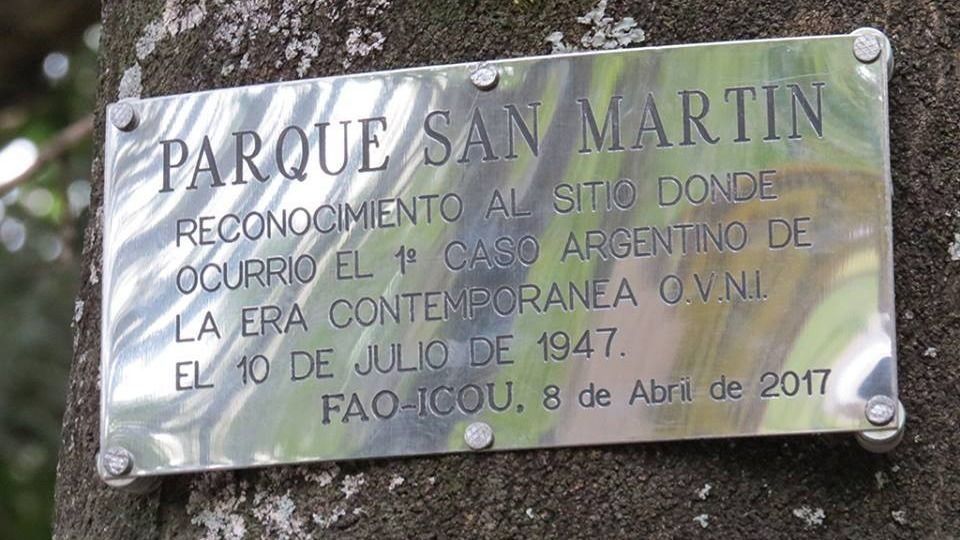 PARQUE SAN MARTIN
RECONOCIMIENTO AL SITIO DONDE
OCURRIO EL 1º CASO ARGENTINO DE
LA ERA CONTEMPORANEA O.V.N.I.
EL 10 DE JULIO DE 1947.
FAO-ICOU, 8 de Abril de 2017